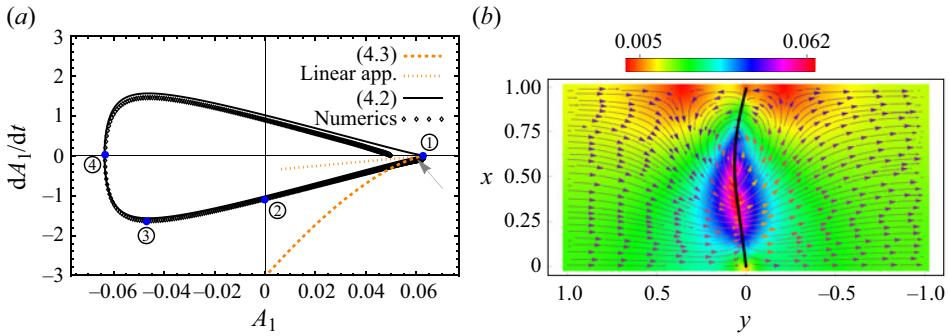 (a)
3
2
1
0
−1
−2
−3
dA1/dt
(4.3)
Linear app.
(4.2)
Numerics
①
②
③
④
−0.06 −0.04 −0.02 0 0.02 0.04 0.06
A1
(b)
0.005 0.062
1.00
0.75
0.50
0.25
0
x
1.0 0.5 0 −0.5 −1.0
y